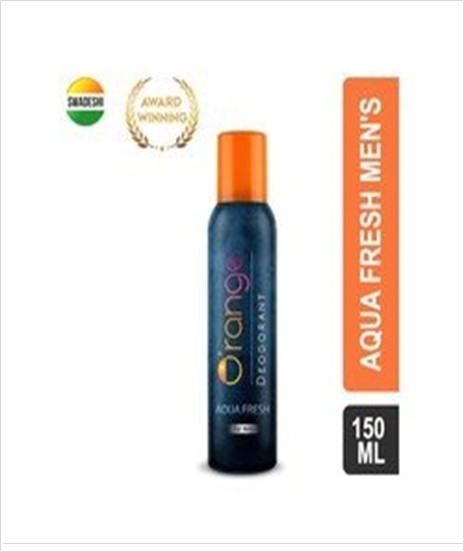 SWADESHI
AWARD
WINNING
O'range
DEODORANT
AQUA FRESH
AQUA FRESH MEN'S
150
ML